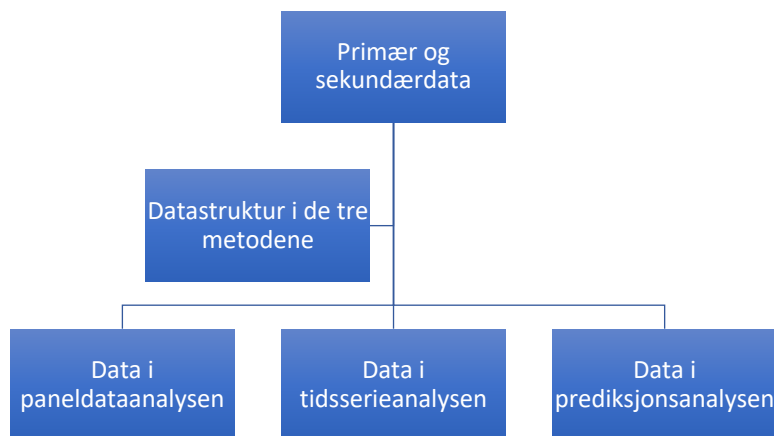 Primær og
sekundærdata
Datastruktur i de tre
metodene
Data i
paneldataanalysen
Data i
tidsserieanalysen
Data i
prediksjonsanalysen